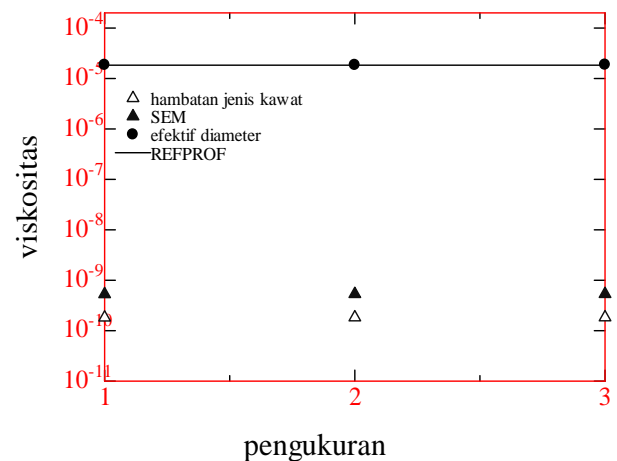 10⁻⁴
10⁻⁵
10⁻⁶
10⁻⁷
10⁻⁸
10⁻⁹
10⁻¹⁰
10⁻¹¹
viskositas
△ hambatan jenis kawat
▲ SEM
● efektif diameter
— REFPROF
1 2 3
pengukuran